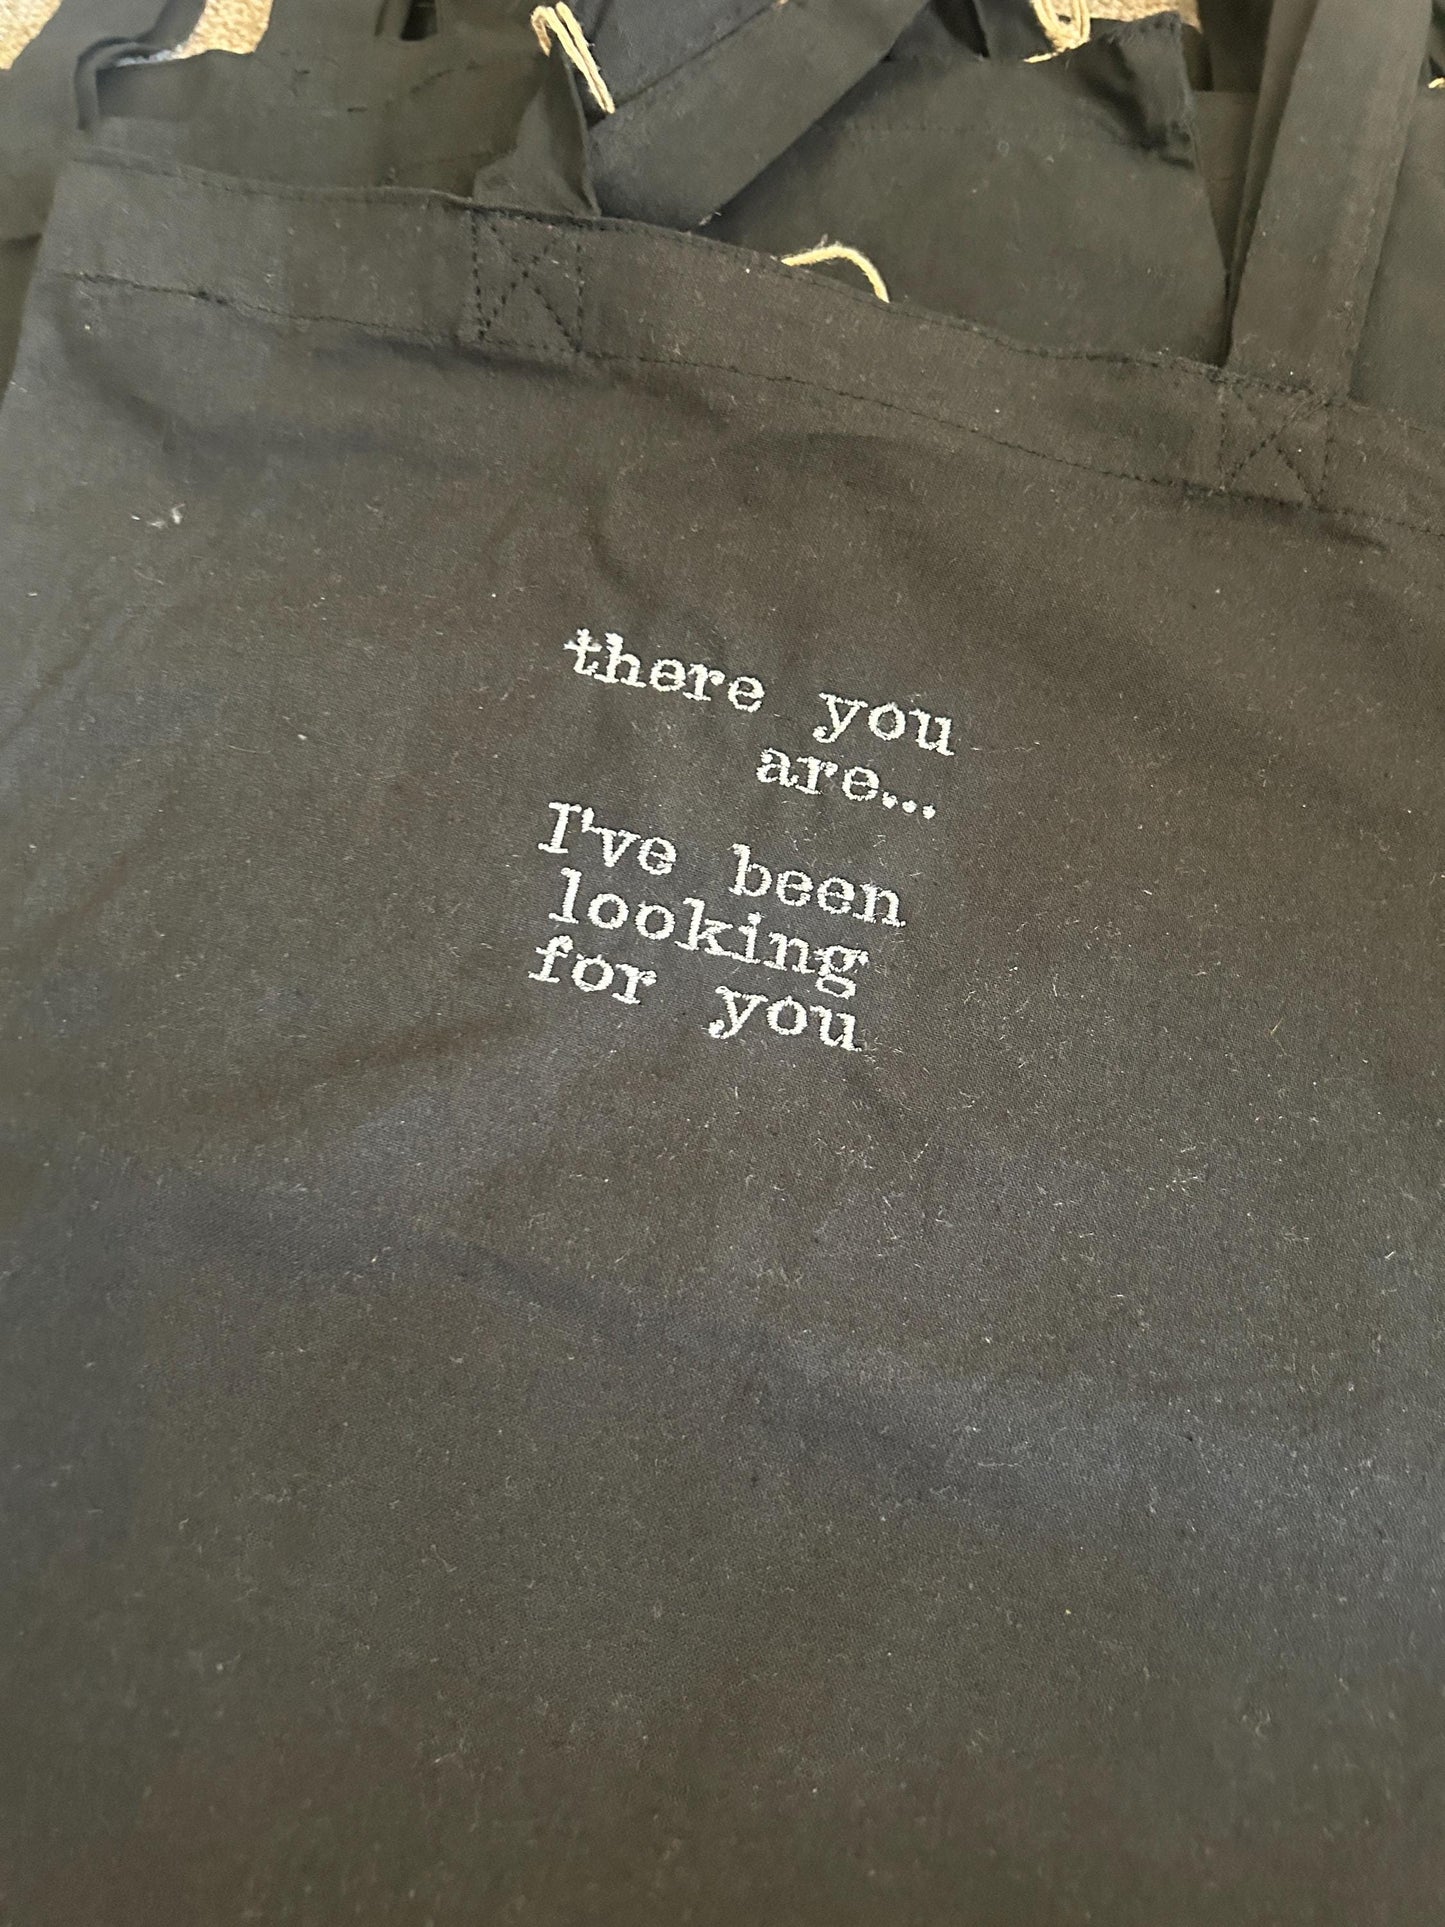 there you
are...
I've been
looking
for you